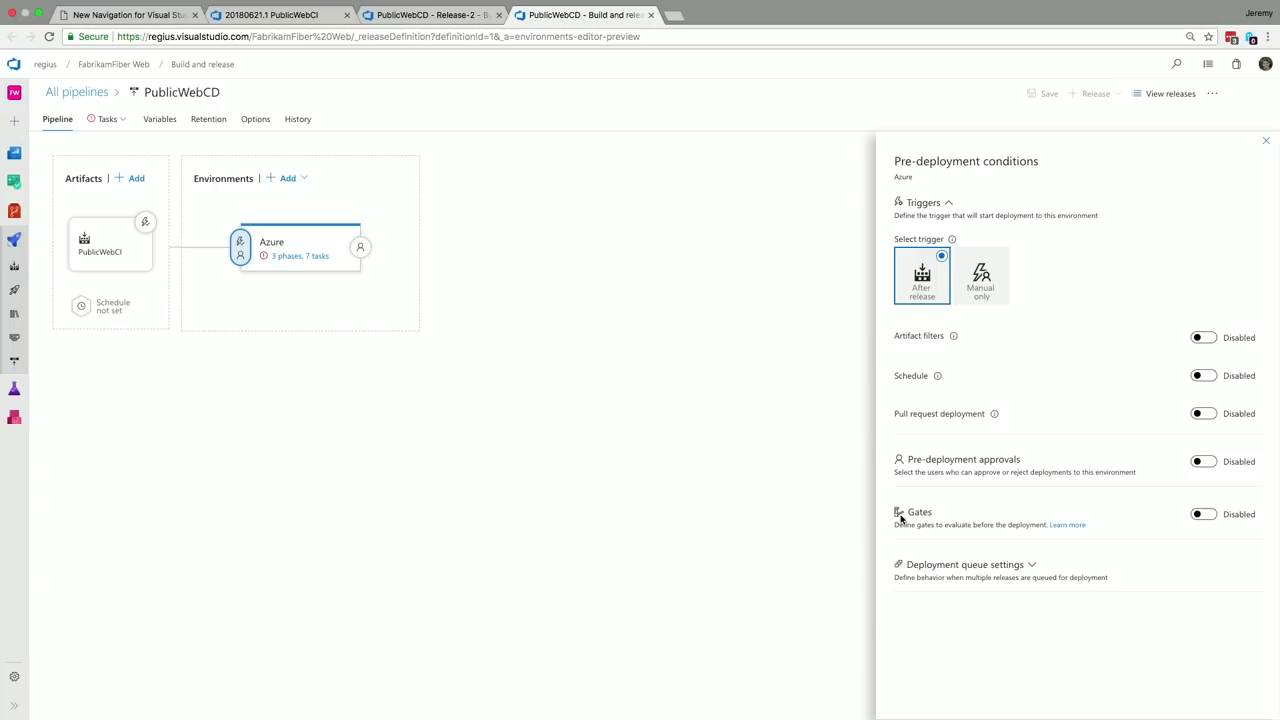 New Navigation for Visual Stu
20180621.1 PublicWebCI
PublicWebCD - Release-2 - B
PublicWebCD - Build and relea
Jeremy
Secure | https://regius.visualstudio.com/FabrikamFiber%20Web/_releaseDefinition?definitionId=1&_a=environments-editor-preview
regius / FabrikamFiber Web / Build and release
FW
All pipelines > PublicWebCD
Save
Release
View releases
Pipeline
Tasks
Variables
Retention
Options
History
Artifacts | + Add
Environments | + Add
PublicWebCI
Azure
3 phases, 7 tasks
Schedule
not set
Pre-deployment conditions
Azure
Triggers
Define the trigger that will start deployment to this environment
Select trigger
After
release
Manual
only
Artifact filters
Disabled
Schedule
Disabled
Pull request deployment
Disabled
Pre-deployment approvals
Disabled
Select the users who can approve or reject deployments to this environment
Gates
Disabled
Define gates to evaluate before the deployment. Learn more
Deployment queue settings
Define behavior when multiple releases are queued for deployment